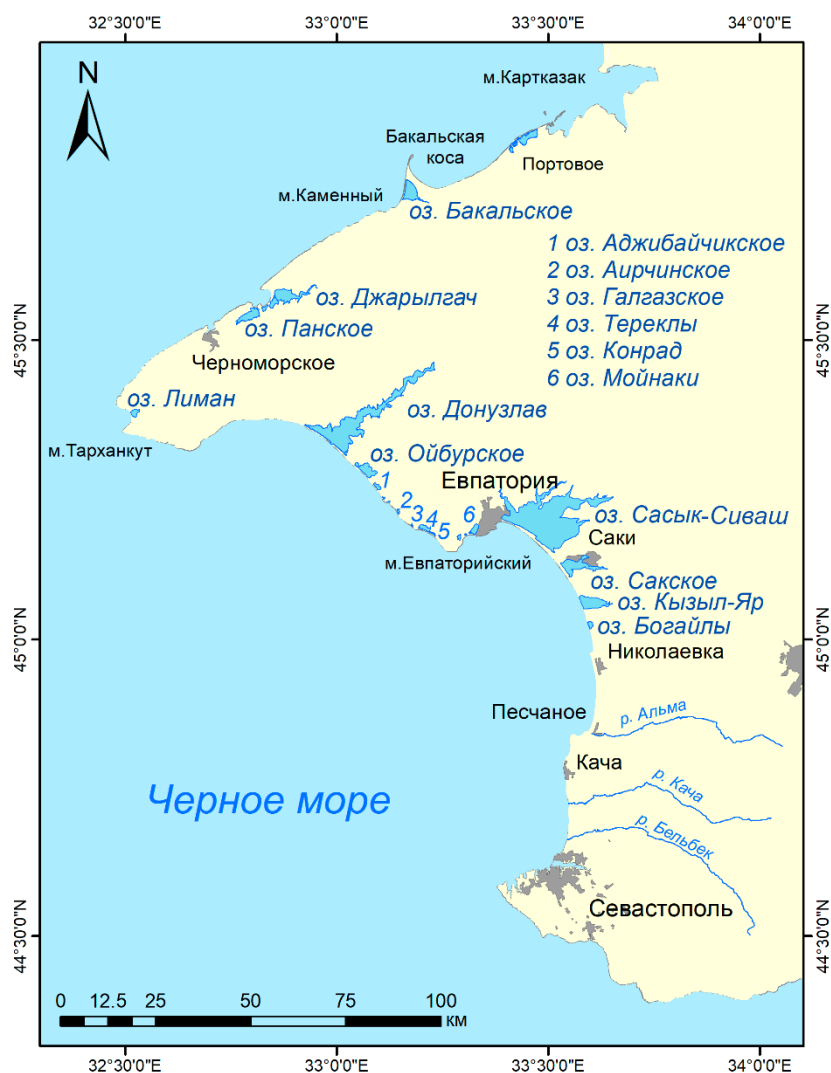 32°30'0"E 33°0'0"E 33°30'0"E 34°0'0"E
N
м.Картказак
Бакальская
коса
Портовое
м.Каменный
оз. Бакальское
1 оз. Аджибайчикское
2 оз. Аирчинское
3 оз. Галгазское
4 оз. Тереклы
5 оз. Конрад
6 оз. Мойнаки
оз. Джарылгач
оз. Панское
45°30'0"N 45°30'0"N
Черноморское
оз. Лиман
оз. Донузлав
м.Тарханкут
оз. Ойбурское
1
Евпатория
2
3
4
5
6
оз. Сасык-Сиваш
Саки
м.Евпаторийский
оз. Сакское
оз. Кызыл-Яр
оз. Богайлы
45°0'0"N 45°0'0"N
Николаевка
Песчаное
р. Альма
Кача
р. Кача
Черное море
р. Бельбек
Севастополь
44°30'0"N 44°30'0"N
0 12.5 25 50 75 100
км
32°30'0"E 33°0'0"E 33°30'0"E 34°0'0"E